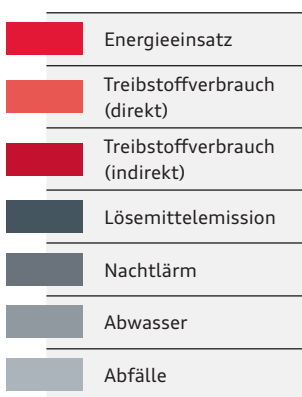 Energieeinsatz
Treibstoffverbrauch
(direkt)
Treibstoffverbrauch
(indirekt)
Lösemittelemission
Nachtlärm
Abwasser
Abfälle